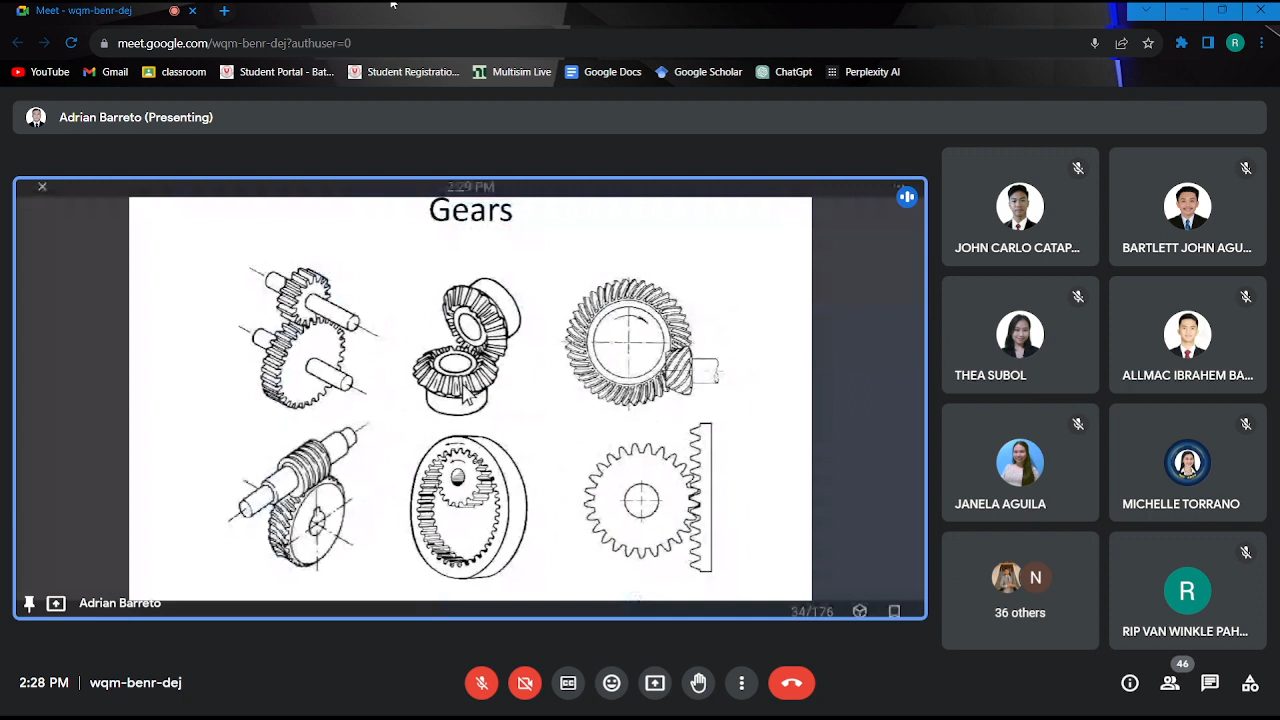 Meet - wqm-benr-dej
meet.google.com/wqm-benr-dej?authuser=0
R
YouTube
Gmail
classroom
Student Portal - Bat...
Student Registratio...
Multisim Live
Google Docs
Google Scholar
ChatGpt
Perplexity AI
Adrian Barreto (Presenting)
2:29 PM
Gears
Adrian Barreto
34/176
JOHN CARLO CATAP...
BARTLETT JOHN AGU...
THEA SUBOL
ALLMAC IBRAHEM BA...
JANELA AGUILA
MICHELLE TORRANO
N
36 others
R
RIP VAN WINKLE PAH...
2:28 PM
wqm-benr-dej
46